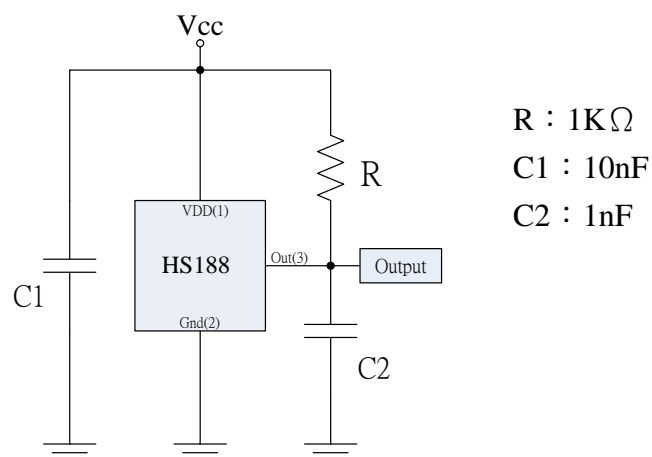 Vcc
R：1KΩ
C1：10nF
C2：1nF
R
VDD(1)
HS188
Out(3)
Output
Gnd(2)
C1
C2